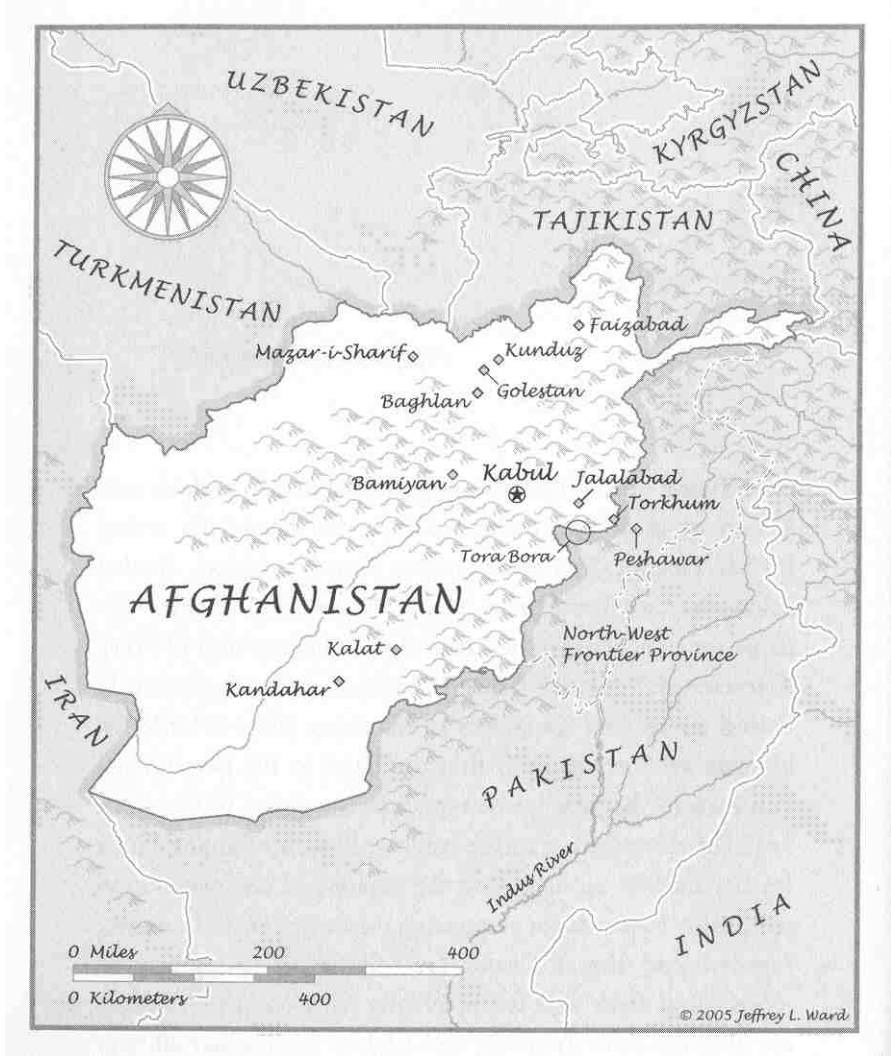 UZBEKISTAN
KYRGYZSTAN
CHINA
TAJIKISTAN
TURKMENISTAN
Faizabad
Mazar-i-Sharif
Kunduz
Golestan
Baghlan
Kabul
Jalalabad
Bamiyan
Torkhum
Tora Bora
Peshawar
AFGHANISTAN
North-West
Frontier Province
Kalat
Kandahar
IRAN
PAKISTAN
Indus River
INDIA
0 Miles 200 400
0 Kilometers 400
© 2005 Jeffrey L. Ward